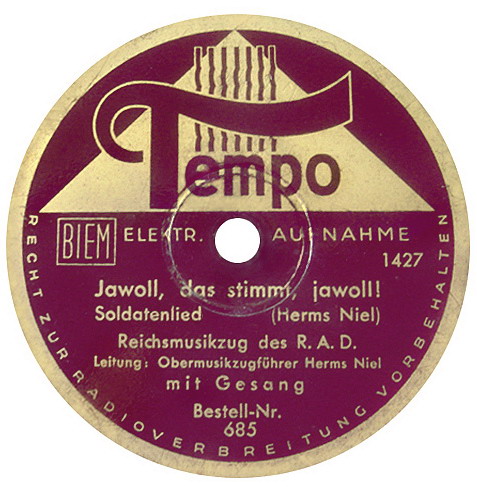 Tempo
BIEM ELEKTR. AUFNAHME
1427
Jawoll, das stimmt, jawoll!
Soldatenlied (Herms Niel)
Reichsmusikzug des R.A.D.
Leitung: Obermusikzugführer Herms Niel
mit Gesang
Bestell-Nr.
685
RECHT ZUR RADIOVERBREITUNG VORBEHALTEN